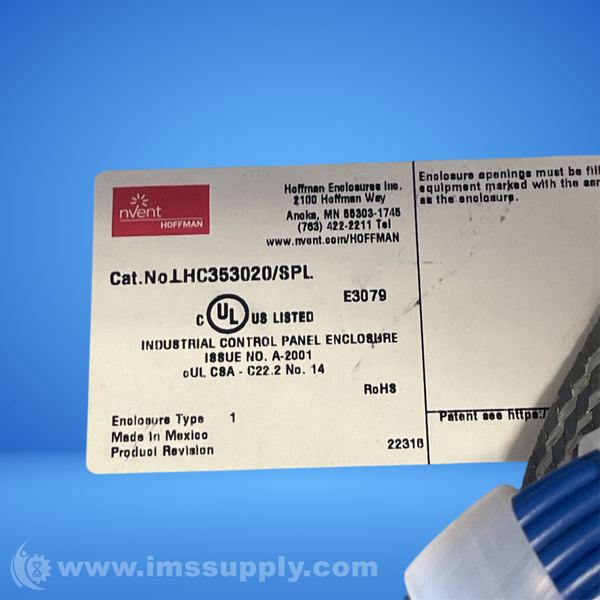 nvent
HOFFMAN
Hoffman Enclosures Inc.
2100 Hoffman Way
Anoka, MN 55303-1745
(763) 422-2211 Tel
www.nvent.com/HOFFMAN
Cat.No. LHC353020/SPL
E3079
c UL US LISTED
INDUSTRIAL CONTROL PANEL ENCLOSURE
ISSUE NO. A-2001
cUL CSA - C22.2 No. 14
RoHS
Enclosure Type 1
Made in Mexico
Product Revision 22316
Enclosure openings must be fill
equipment marked with the
as the enclosure.
Patent see https:/
www.imssupply.com